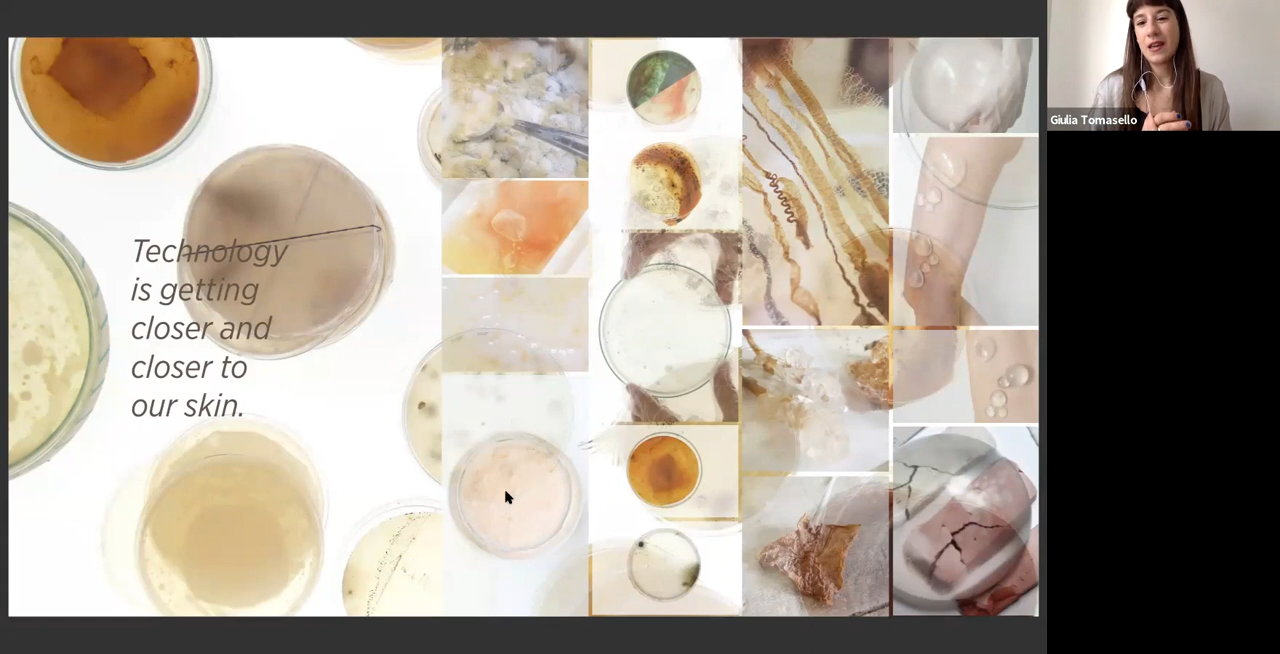 Technology
is getting
closer and
closer to
our skin.
Giulia Tomasello